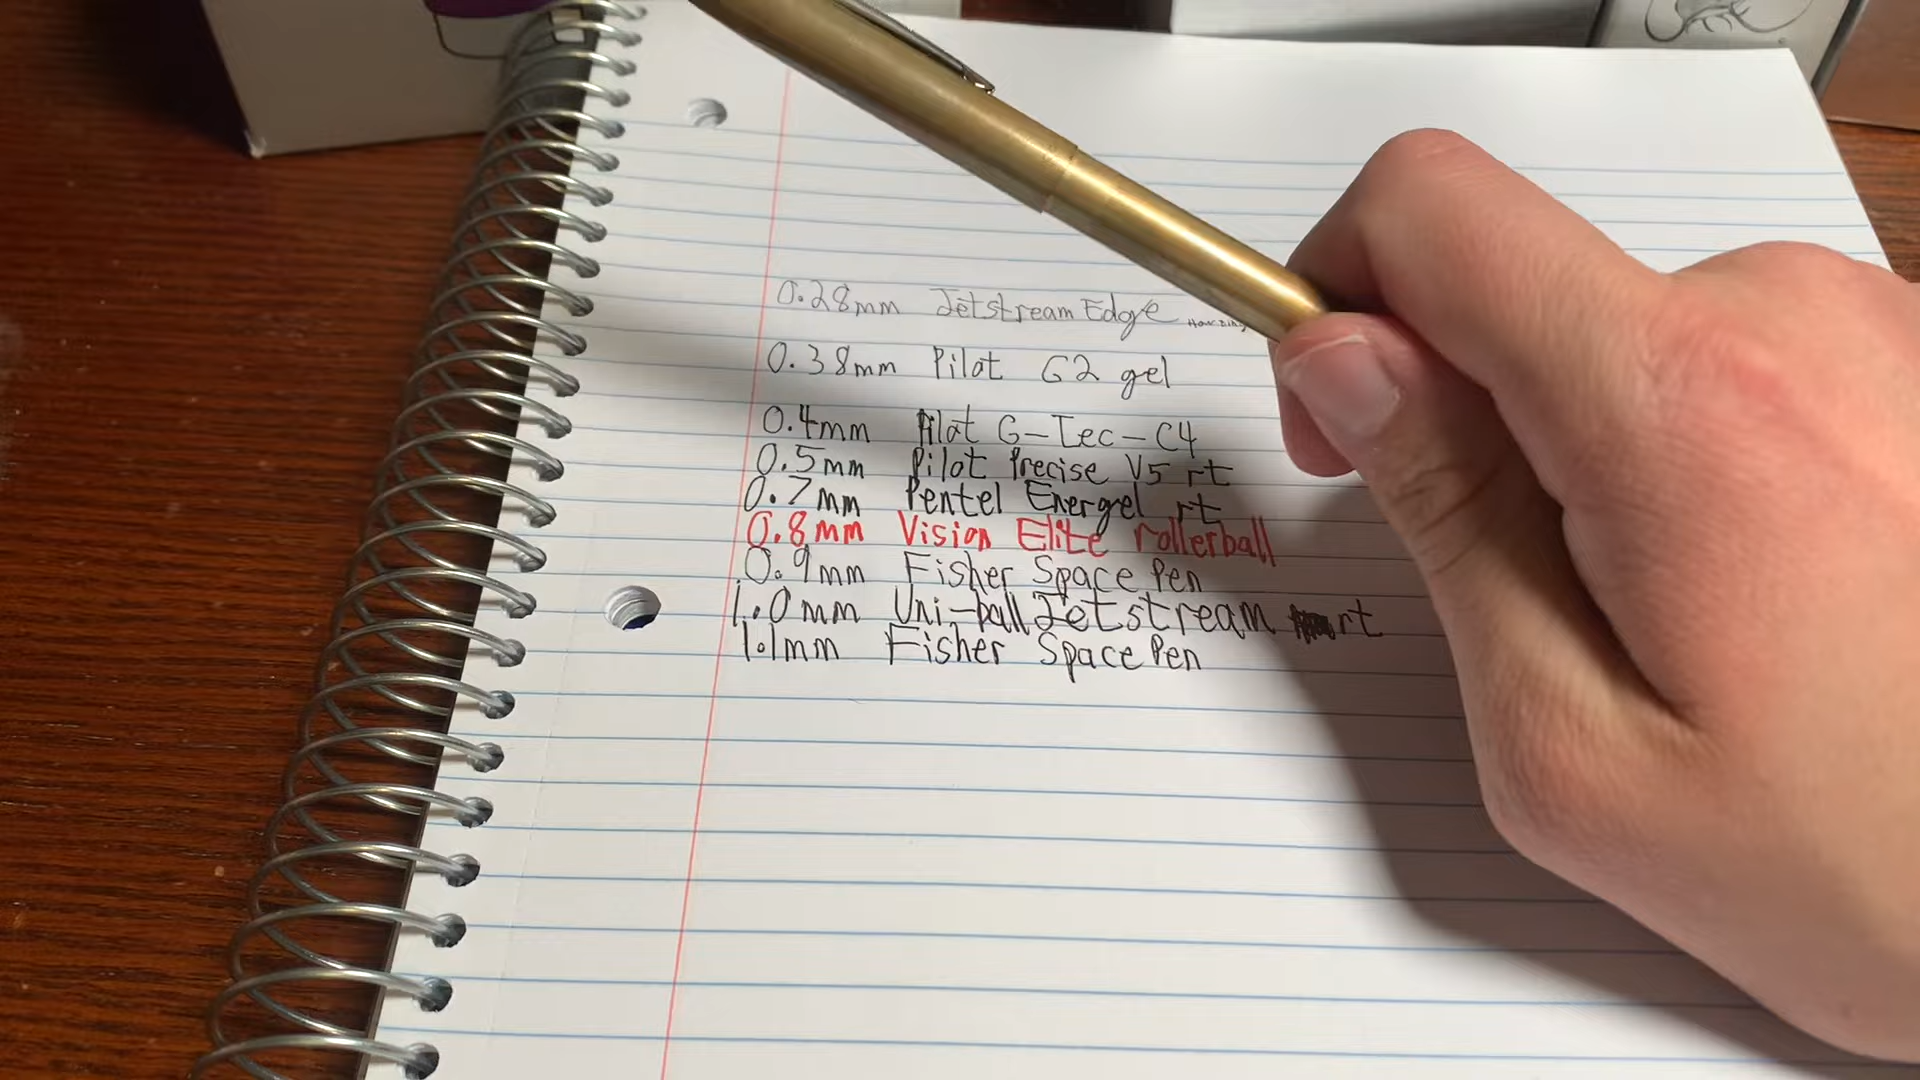 0.28mm Jetstream Edge
0.38mm Pilot G2 gel
0.4mm Pilot G-Tec-C4
0.5mm Pilot Precise V5 rt
0.7mm Pentel Energel rt
0.8mm Vision Elite rollerball
0.9mm Fisher Space Pen
1.0mm Uni-ball Jetstream rt
1.1mm Fisher Space Pen